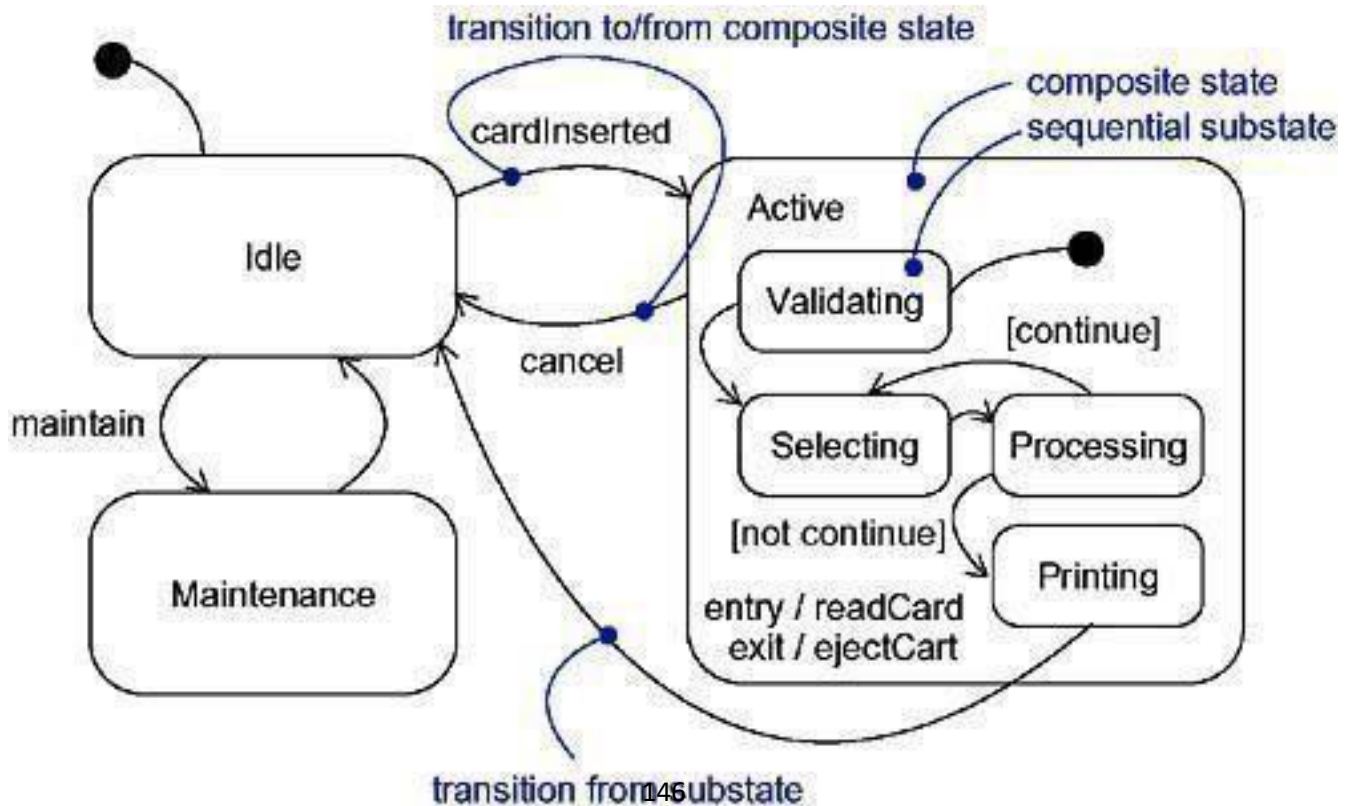 transition to/from composite state
composite state
cardInserted
sequential substate
Active
Idle
Validating
[continue]
cancel
maintain
Selecting
Processing
[not continue]
Printing
Maintenance
entry / readCard
exit / ejectCart
transition from substate
146